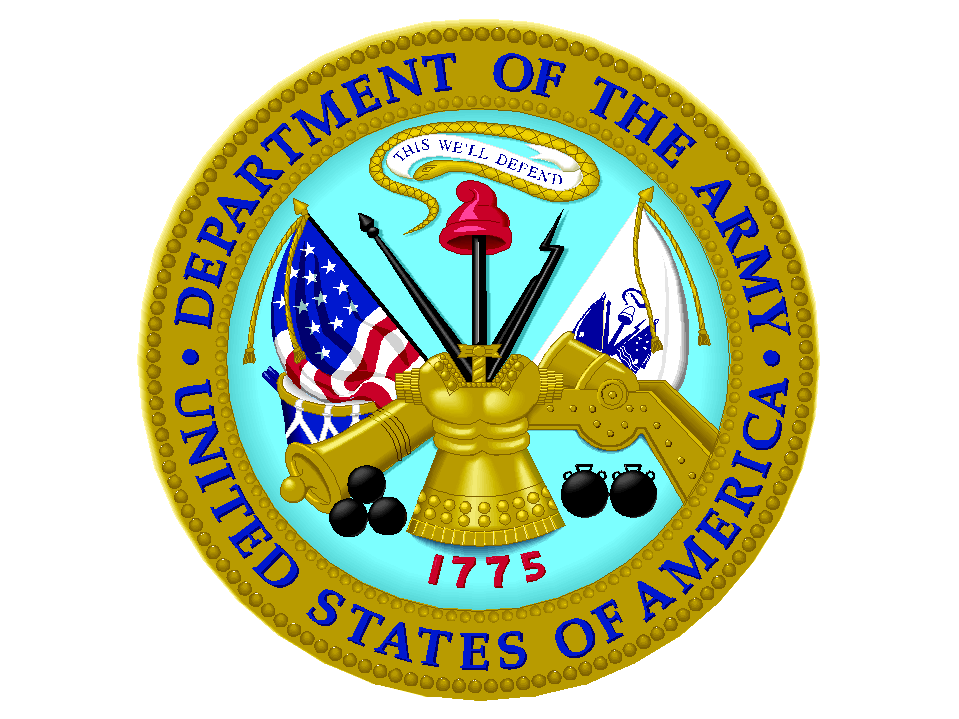 DEPARTMENT OF THE ARMY
THIS WE'LL DEFEND
1775
• UNITED STATES OF AMERICA •